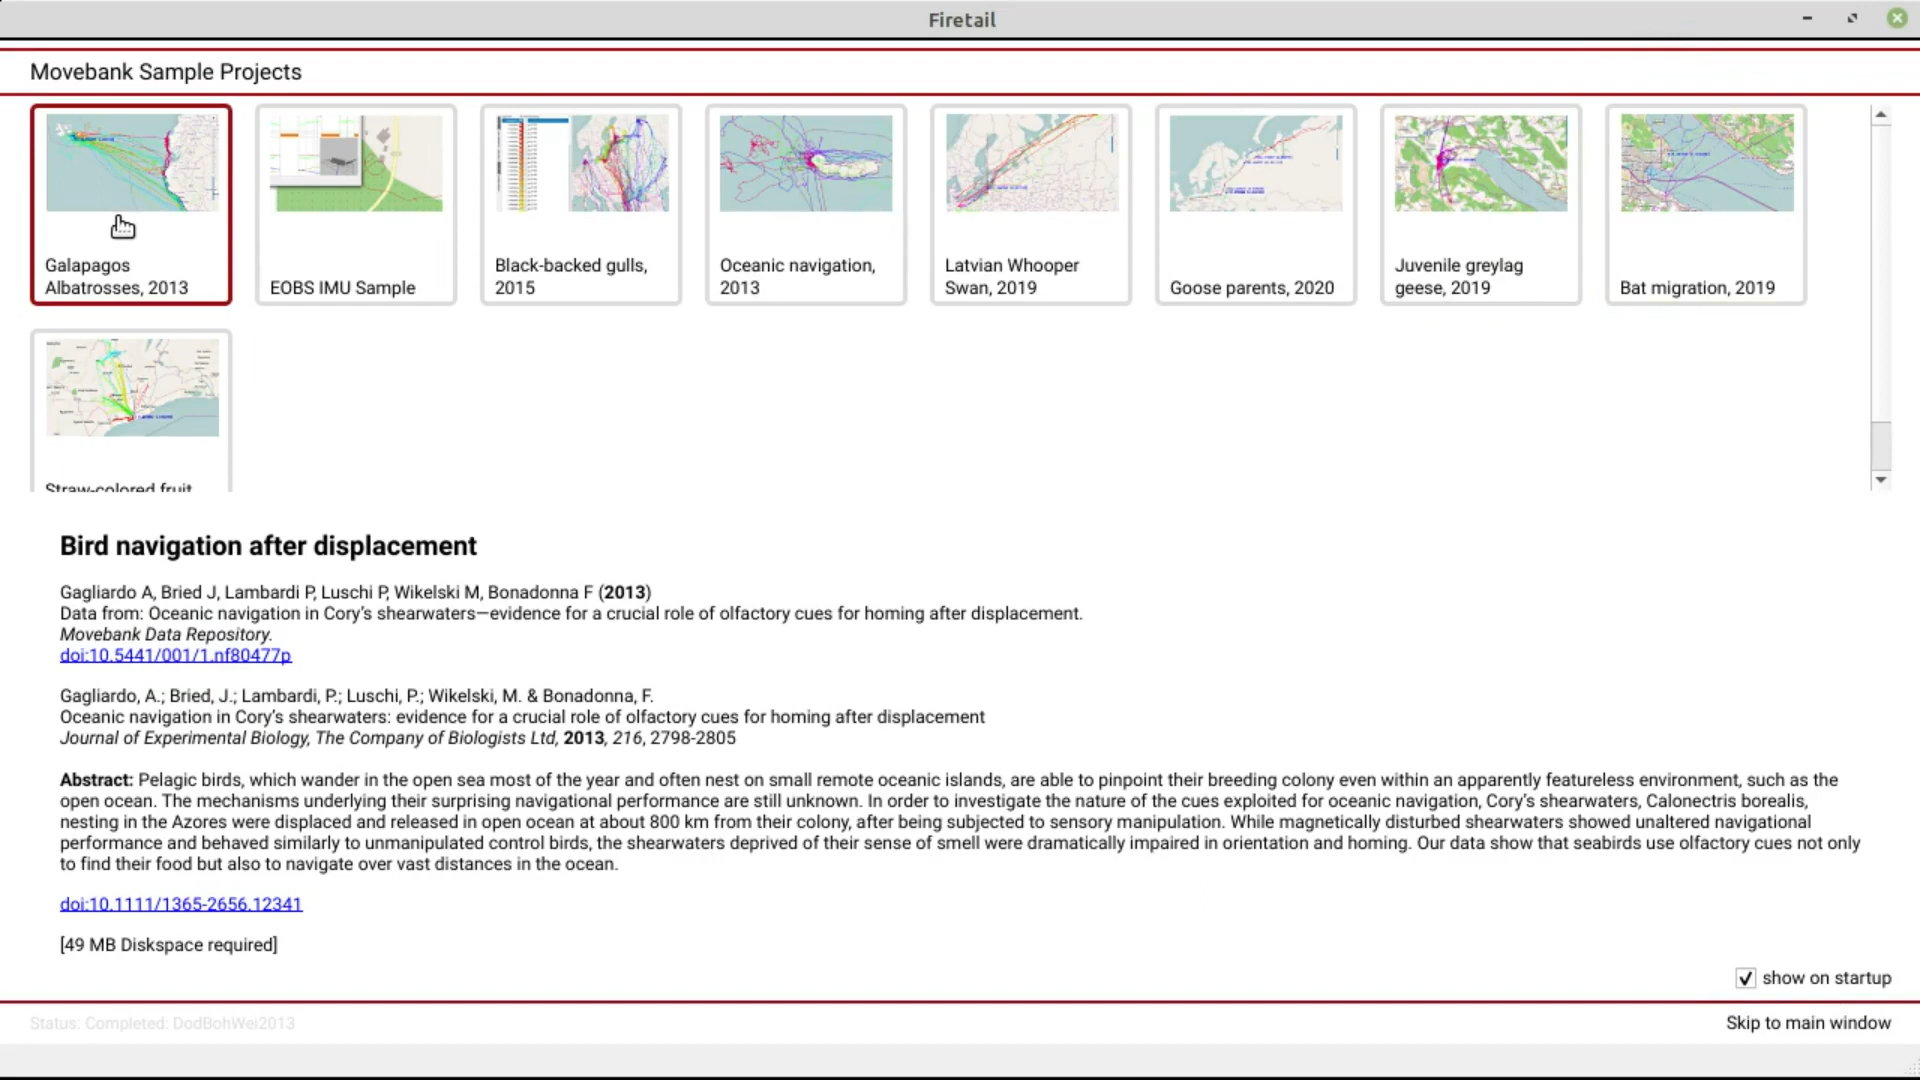 Firetail
Movebank Sample Projects
Galapagos
Albatrosses, 2013
EOBS IMU Sample
Black-backed gulls,
2015
Oceanic navigation,
2013
Latvian Whooper
Swan, 2019
Goose parents, 2020
Juvenile greylag
geese, 2019
Bat migration, 2019
Straw-colored fruit
Bird navigation after displacement
Gagliardo A, Bried J, Lambardi P, Luschi P, Wikelski M, Bonadonna F (2013)
Data from: Oceanic navigation in Cory's shearwaters—evidence for a crucial role of olfactory cues for homing after displacement.
Movebank Data Repository.
doi:10.5441/001/1.nf80477p
Gagliardo, A.; Bried, J.; Lambardi, P.; Luschi, P.; Wikelski, M. & Bonadonna, F.
Oceanic navigation in Cory's shearwaters: evidence for a crucial role of olfactory cues for homing after displacement
Journal of Experimental Biology, The Company of Biologists Ltd, 2013, 216, 2798-2805
Abstract: Pelagic birds, which wander in the open sea most of the year and often nest on small remote oceanic islands, are able to pinpoint their breeding colony even within an apparently featureless environment, such as the
open ocean. The mechanisms underlying their surprising navigational performance are still unknown. In order to investigate the nature of the cues exploited for oceanic navigation, Cory's shearwaters, Calonectris borealis,
nesting in the Azores were displaced and released in open ocean at about 800 km from their colony, after being subjected to sensory manipulation. While magnetically disturbed shearwaters showed unaltered navigational
performance and behaved similarly to unmanipulated control birds, the shearwaters deprived of their sense of smell were dramatically impaired in orientation and homing. Our data show that seabirds use olfactory cues not only
to find their food but also to navigate over vast distances in the ocean.
doi:10.1111/1365-2656.12341
[49 MB Diskspace required]
show on startup
Status: Completed: DodBohWei2013
Skip to main window